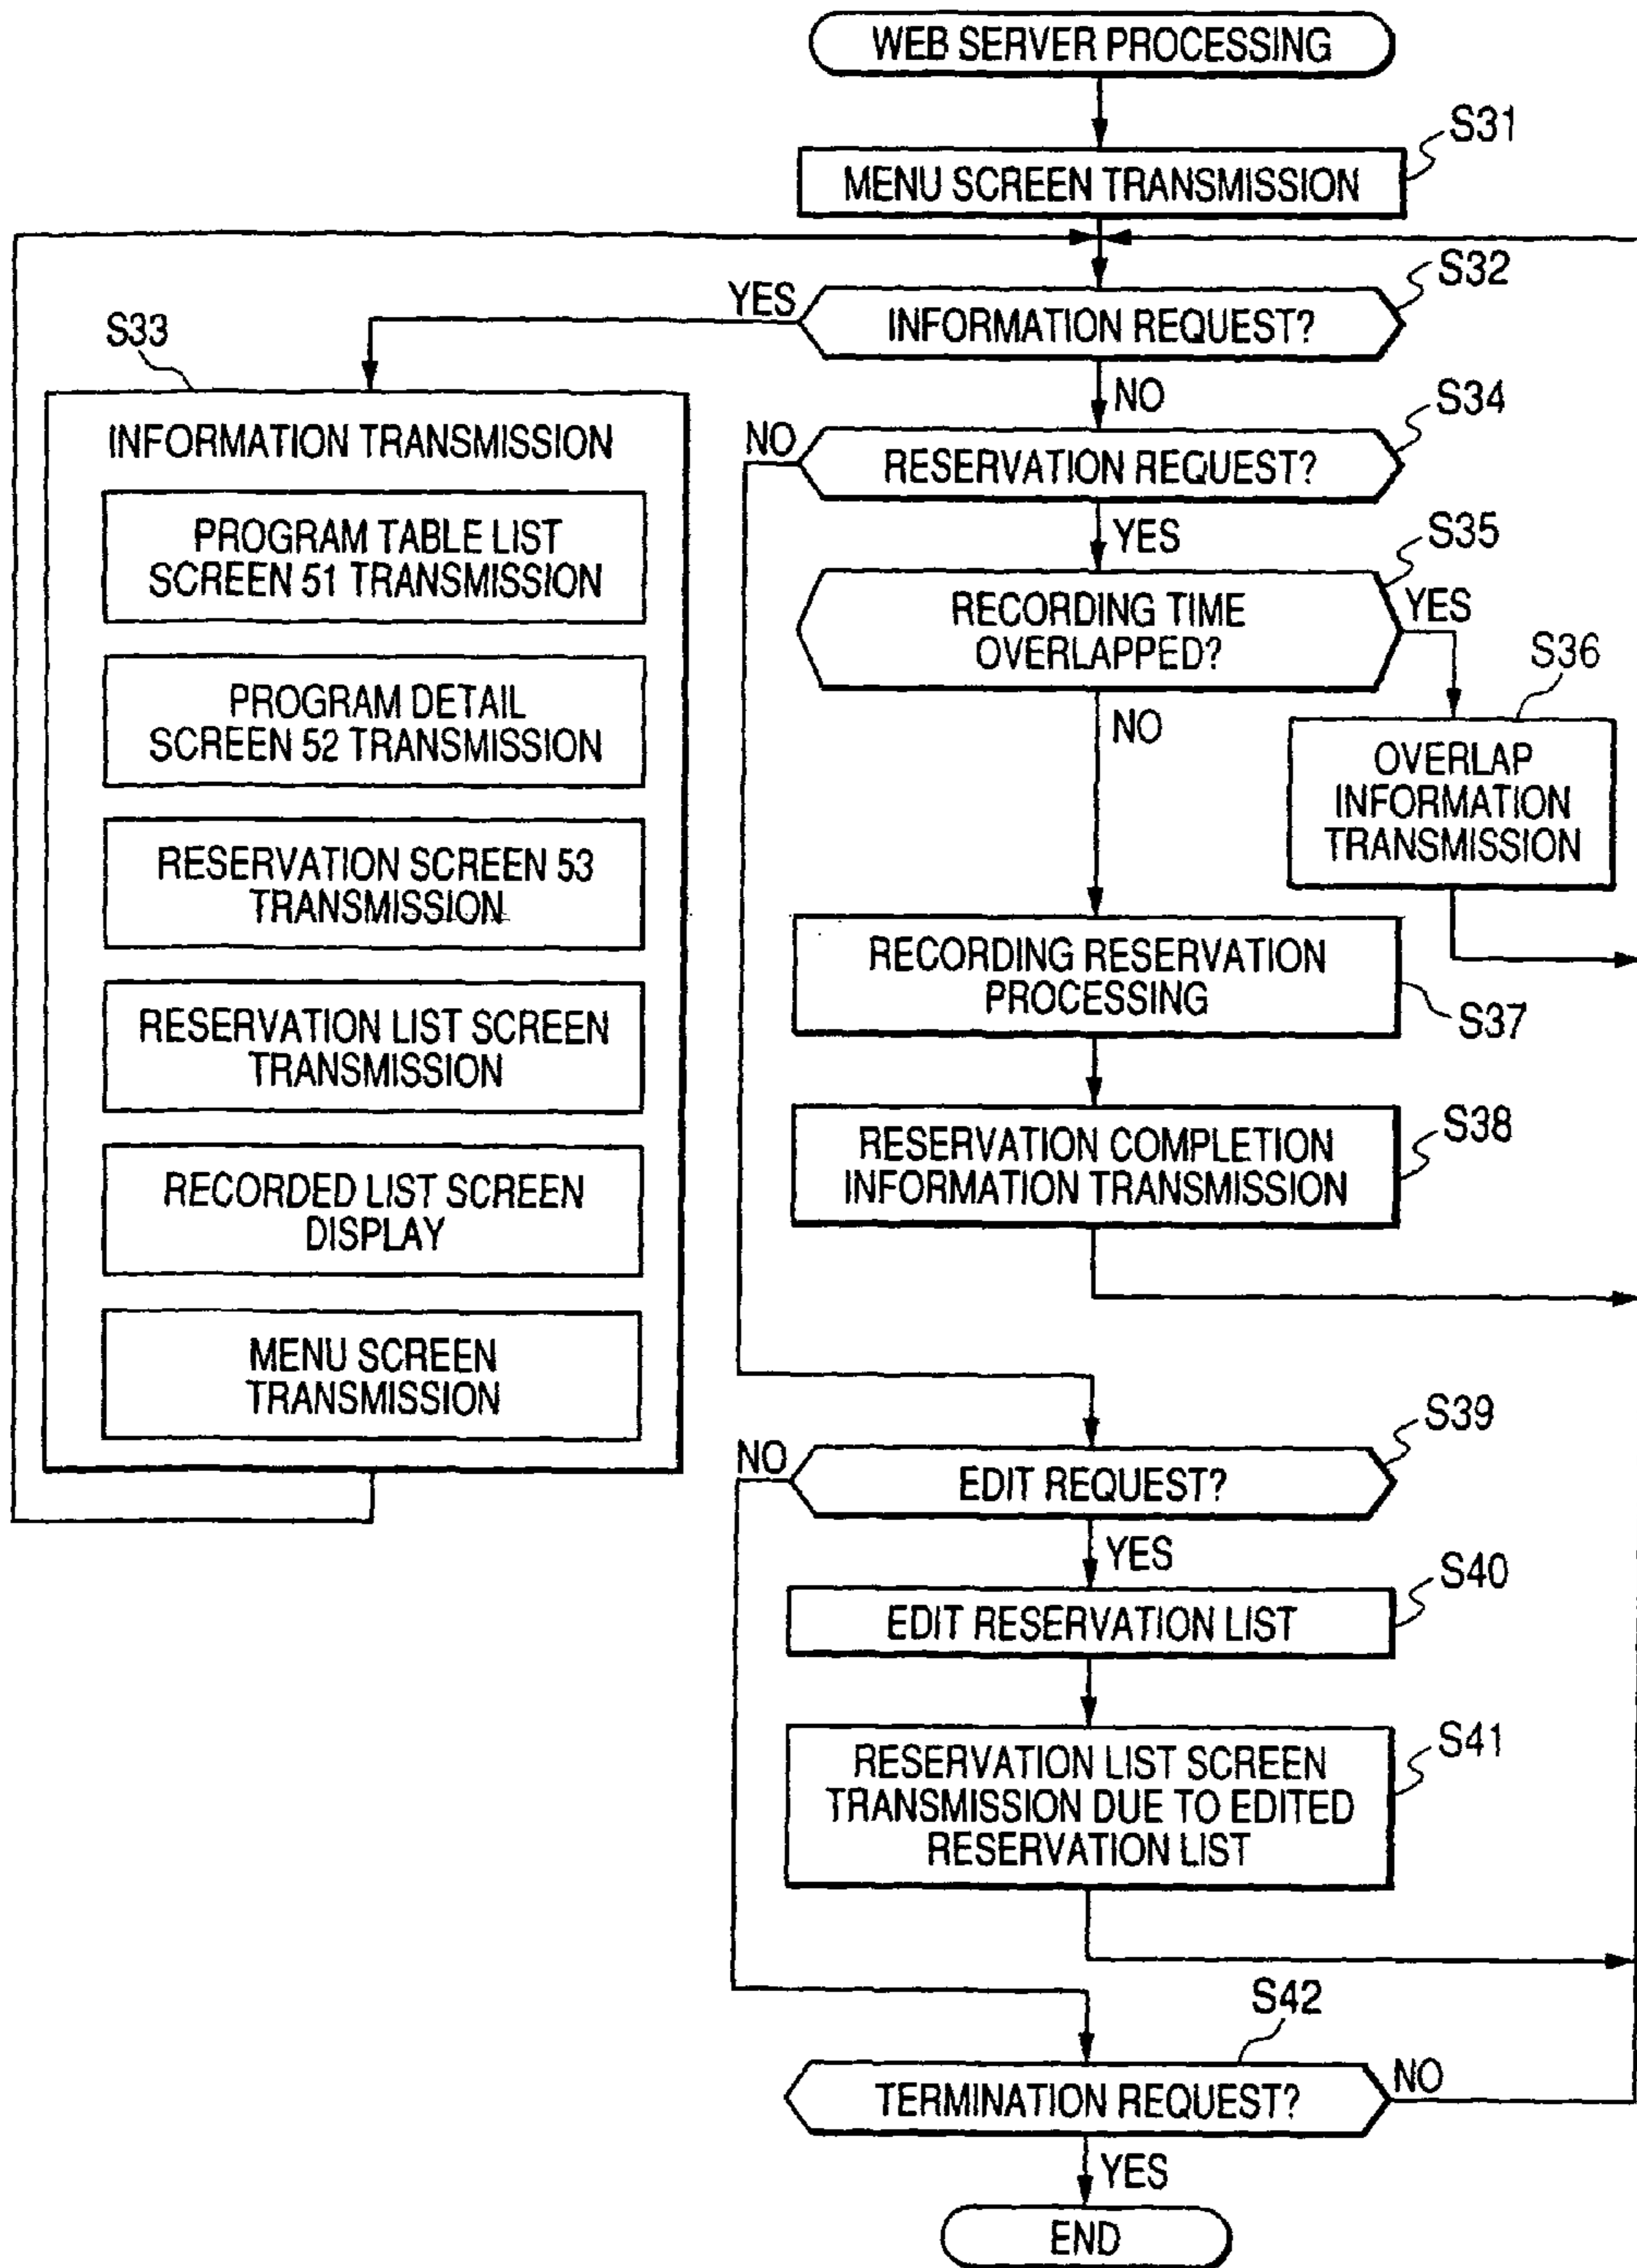 WEB SERVER PROCESSING
S31
MENU SCREEN TRANSMISSION
S32
YES
INFORMATION REQUEST?
S33
NO
S34
INFORMATION TRANSMISSION
NO
RESERVATION REQUEST?
PROGRAM TABLE LIST
SCREEN 51 TRANSMISSION
YES
S35
RECORDING TIME
OVERLAPPED?
YES
S36
PROGRAM DETAIL
SCREEN 52 TRANSMISSION
NO
OVERLAP
INFORMATION
TRANSMISSION
RESERVATION SCREEN 53
TRANSMISSION
RECORDING RESERVATION
PROCESSING
S37
RESERVATION LIST SCREEN
TRANSMISSION
S38
RESERVATION COMPLETION
INFORMATION TRANSMISSION
RECORDED LIST SCREEN
DISPLAY
MENU SCREEN
TRANSMISSION
S39
NO
EDIT REQUEST?
YES
S40
EDIT RESERVATION LIST
S41
RESERVATION LIST SCREEN
TRANSMISSION DUE TO EDITED
RESERVATION LIST
S42
TERMINATION REQUEST?
NO
YES
END